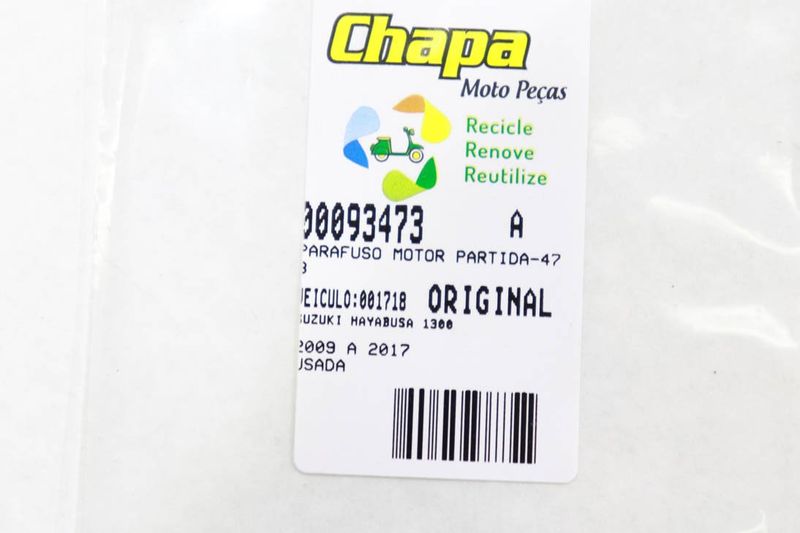 Chapa
Moto Peças
Recicle
Renove
Reutilize
00093473 A
PARAFUSO MOTOR PARTIDA-47
3
VEICULO:001718 ORIGINAL
SUZUKI HAYABUSA 1300
2009 A 2017
USADA